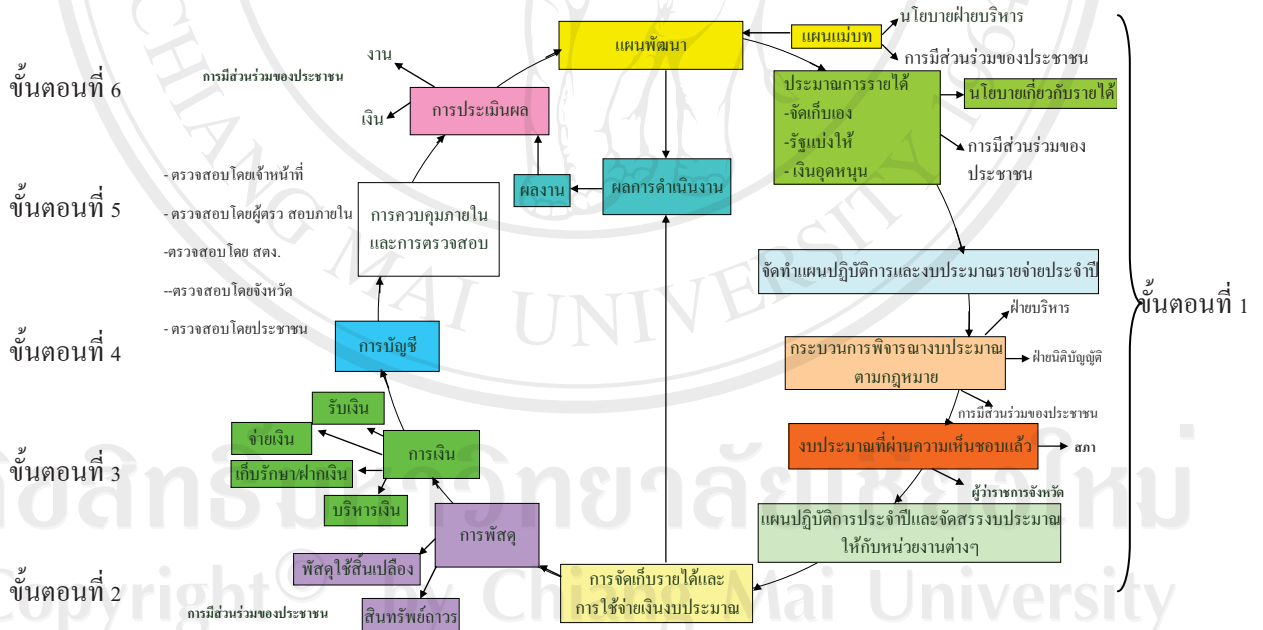 นโยบายฝ่ายบริหาร
แผนพัฒนา
แผนแม่บท
การมีส่วนร่วมของประชาชน
ประมาณการรายได้
-จัดเก็บเอง
-รัฐแบ่งให้
- เงินอุดหนุน
นโยบายเกี่ยวกับรายได้
การมีส่วนร่วมของ
ประชาชน
จัดทำแผนปฏิบัติการและงบประมาณรายจ่ายประจำปี
ขั้นตอนที่ 1
ฝ่ายบริหาร
กระบวนการพิจารณางบประมาณ
ตามกฎหมาย
ฝ่ายนิติบัญญัติ
การมีส่วนร่วมของประชาชน
งบประมาณที่ผ่านความเห็นชอบแล้ว
สภา
ผู้ว่าราชการจังหวัด
แผนปฏิบัติการประจำปีและจัดสรรงบประมาณ
ให้กับหน่วยงานต่างๆ
การจัดเก็บรายได้และ
การใช้จ่ายเงินงบประมาณ
ขั้นตอนที่ 2
การมีส่วนร่วมของประชาชน
การพัสดุ
พัสดุใช้สิ้นเปลือง
สินทรัพย์ถาวร
ขั้นตอนที่ 3
การเงิน
รับเงิน
จ่ายเงิน
เก็บรักษา/ฝากเงิน
บริหารเงิน
ขั้นตอนที่ 4
การบัญชี
ขั้นตอนที่ 5
- ตรวจสอบโดยเจ้าหน้าที่
- ตรวจสอบโดยผู้ตรว สอบภายใน
-ตรวจสอบโดย สตง.
--ตรวจสอบโดยจังหวัด
- ตรวจสอบโดยประชาชน
การควบคุมภายใน
และการตรวจสอบ
ผลงาน
ผลการดำเนินงาน
ขั้นตอนที่ 6
การมีส่วนร่วมของประชาชน
งาน
เงิน
การประเมินผล
CHIANG MAI UNIVERSITY 1964
ลิขสิทธิ์มหาวิทยาลัยเชียงใหม่
Copyright© by Chiang Mai University